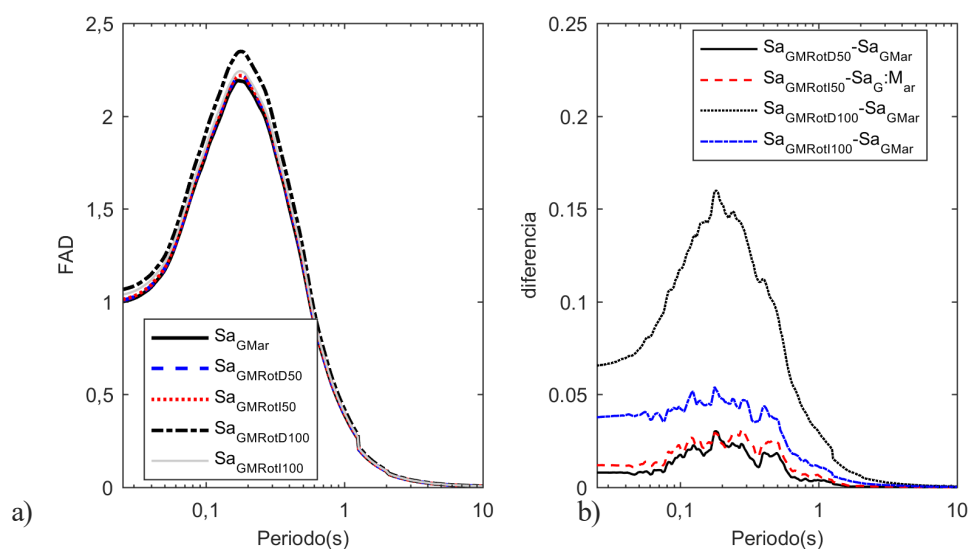 2,5
2
1,5
1
0,5
0
FAD
0,1
1
10
Periodo(s)
Sa_GMar
Sa_GMRotD50
Sa_GMRotI50
Sa_GMRotD100
Sa_GMRotI100
a)
0.25
0.20
0.15
0.1
0.05
0
diferencia
0,1
1
10
Periodo(s)
Sa_GMRotD50-Sa_GMar
Sa_GMRotI50-Sa_G:M_ar
Sa_GMRotD100-Sa_GMar
Sa_GMRotI100-Sa_GMar
b)